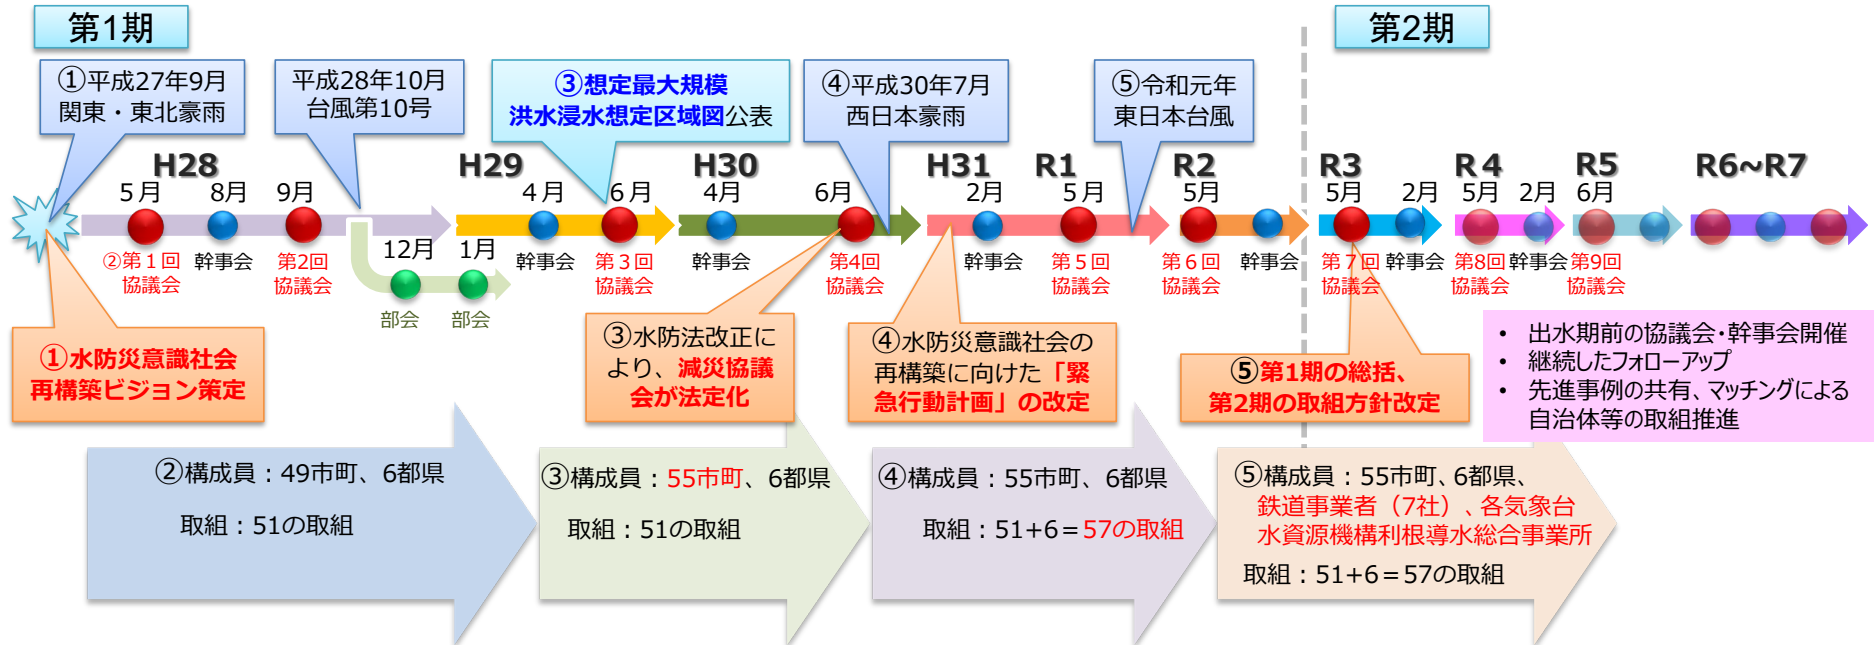 第1期
第2期
①平成27年9月
関東・東北豪雨
平成28年10月
台風第10号
③想定最大規模
洪水浸水想定区域図公表
④平成30年7月
西日本豪雨
⑤令和元年
東日本台風
H28
H29
H30
H31
R1
R2
R3
R4
R5
R6~R7
5月
8月
9月
4月
6月
4月
6月
2月
5月
5月
5月
2月
5月
2月
6月
12月
1月
②第1回
協議会
幹事会
第2回
協議会
部会
部会
幹事会
第3回
協議会
幹事会
第4回
協議会
幹事会
第5回
協議会
第6回
協議会
幹事会
第7回
協議会
幹事会
第8回
協議会
幹事会
第9回
協議会
①水防災意識社会
再構築ビジョン策定
③水防法改正に
より、減災協議
会が法定化
④水防災意識社会の
再構築に向けた「緊
急行動計画」の改定
⑤第1期の総括、
第2期の取組方針改定
• 出水期前の協議会・幹事会開催
• 継続したフォローアップ
• 先進事例の共有、マッチングによる
自治体等の取組推進
②構成員：49市町、6都県
取組：51の取組
③構成員：55市町、6都県
取組：51の取組
④構成員：55市町、6都県
取組：51+6＝57の取組
⑤構成員：55市町、6都県、
鉄道事業者（7社）、各気象台
水資源機構利根導水総合事業所
取組：51+6＝57の取組